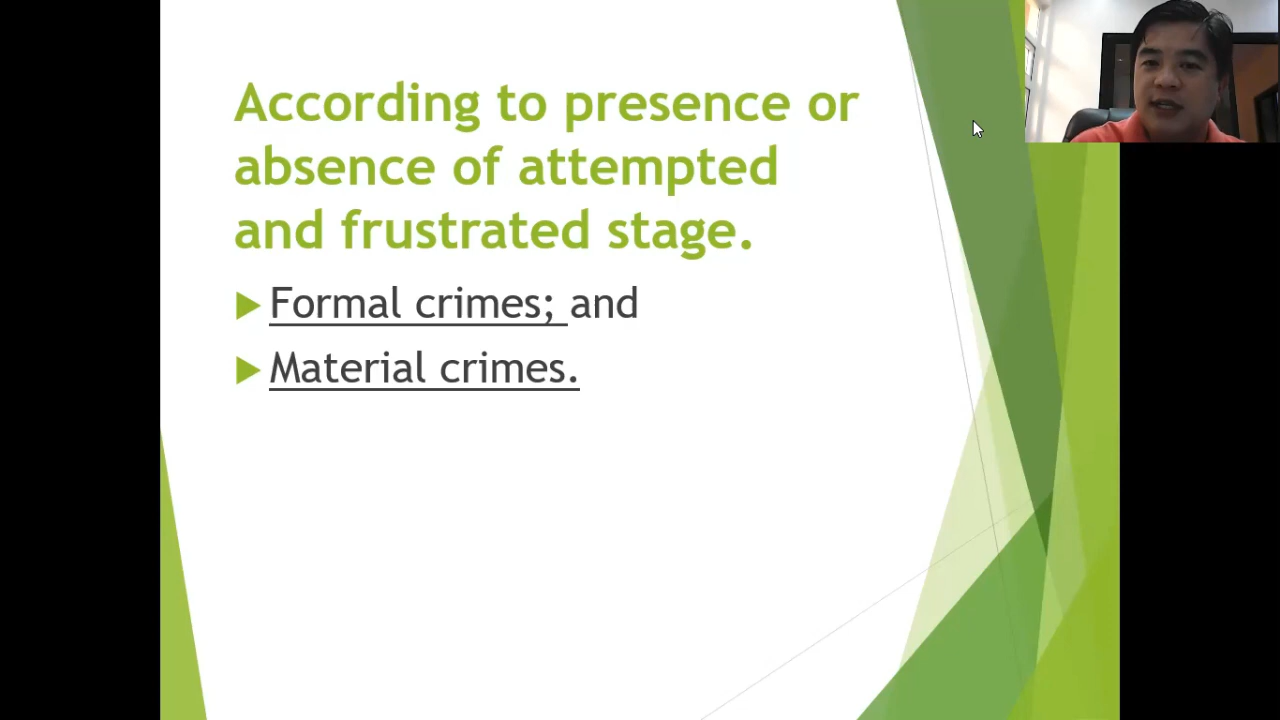 According to presence or
absence of attempted
and frustrated stage.
Formal crimes; and
Material crimes.